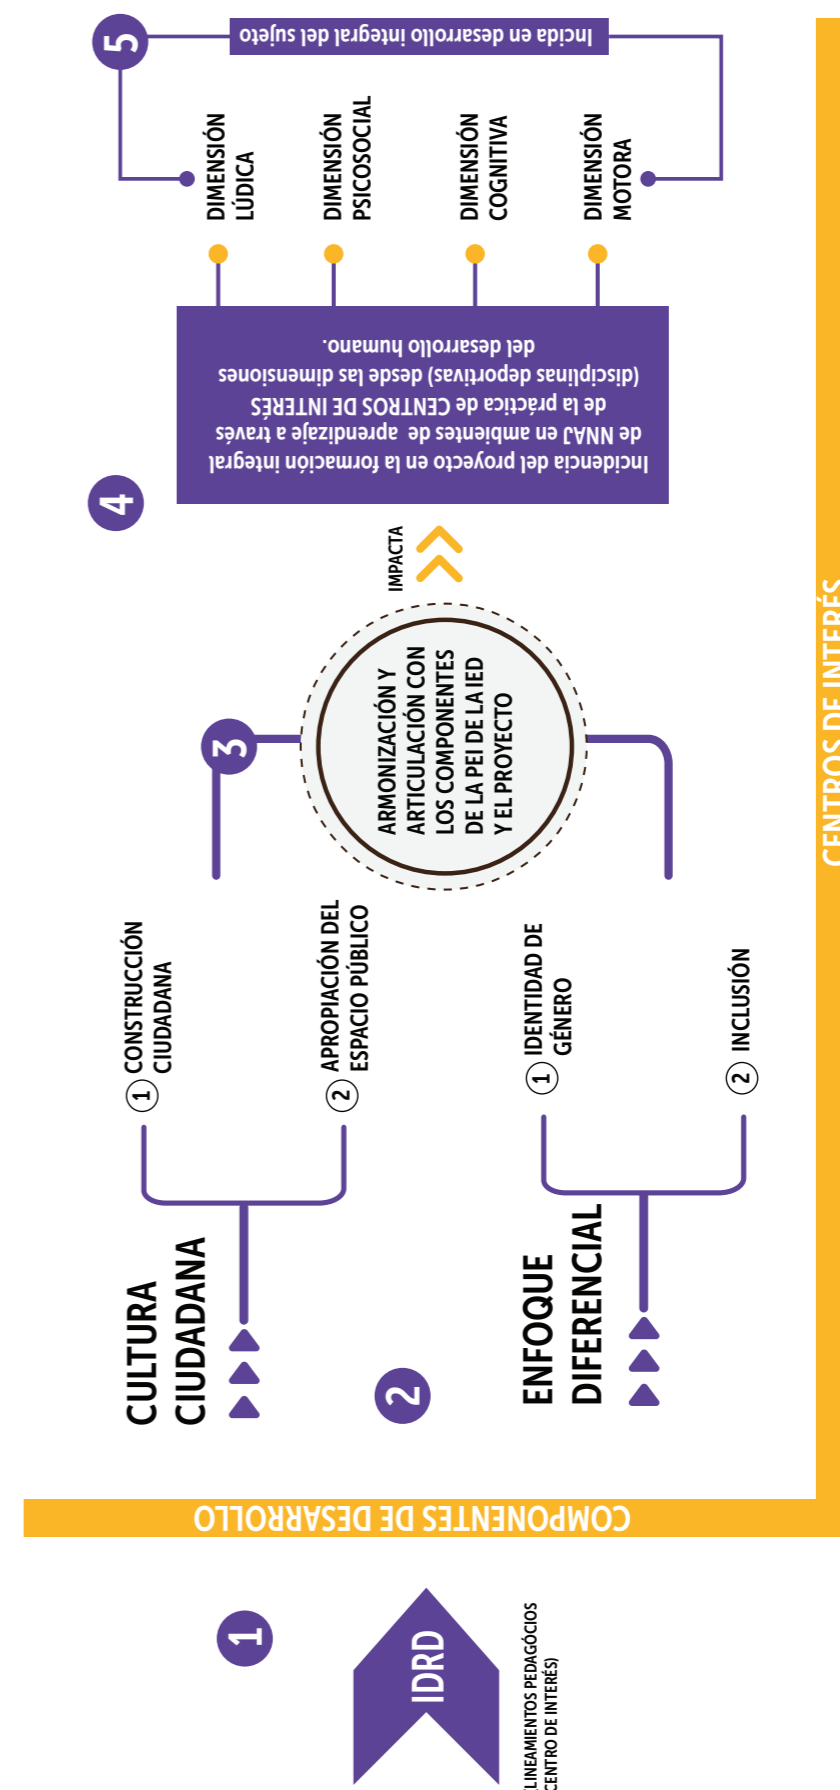 1
IDRD
(LINEAMIENTOS PEDAGÓCIOS
CENTRO DE INTERÉS)
COMPONENTES DE DESARROLLO
2
CULTURA
CIUDADANA
1 CONSTRUCCIÓN
CIUDADANA
2 APROPIACIÓN DEL
ESPACIO PÚBLICO
ENFOQUE
DIFERENCIAL
1 IDENTIDAD DE
GÉNERO
2 INCLUSIÓN
3
ARMONIZACIÓN Y
ARTICULACIÓN CON
LOS COMPONENTES
DE LA PEI DE LA IED
Y EL PROYECTO
IMPACTA
4
Incidencia del proyecto en la formación integral
de NNAJ en ambientes de aprendizaje a través
de la práctica de CENTROS DE INTERÉS
(disciplinas deportivas) desde las dimensiones
del desarrollo humano.
DIMENSIÓN
LÚDICA
DIMENSIÓN
PSICOSOCIAL
DIMENSIÓN
COGNITIVA
DIMENSIÓN
MOTORA
5
Incida en desarrollo integral del sujeto
CENTROS DE INTERÉS